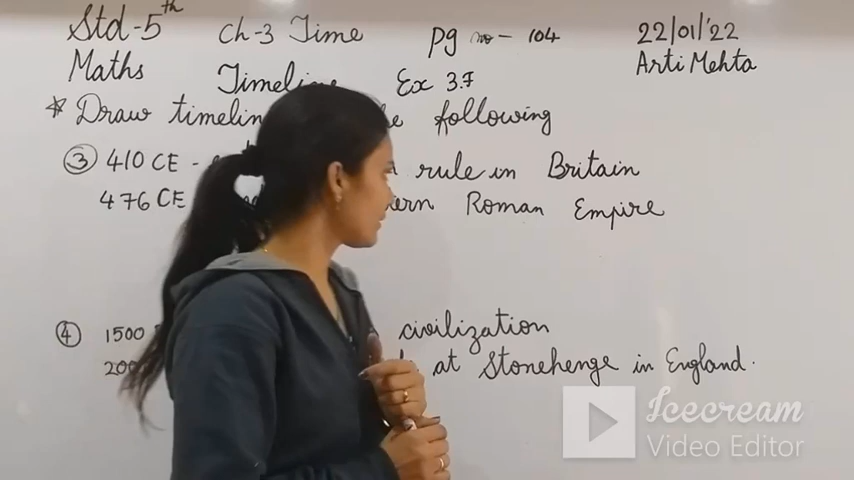 Std-5th Ch-3 Time Pg no - 104 22/01/'22
Maths Timeline Ex 3.7 Arti Mehta
* Draw following
③ 410 CE - rule in Britain
476 CE Roman Empire
④ 1500 civilization
at Stonehenge in England.
Icecream
Video Editor